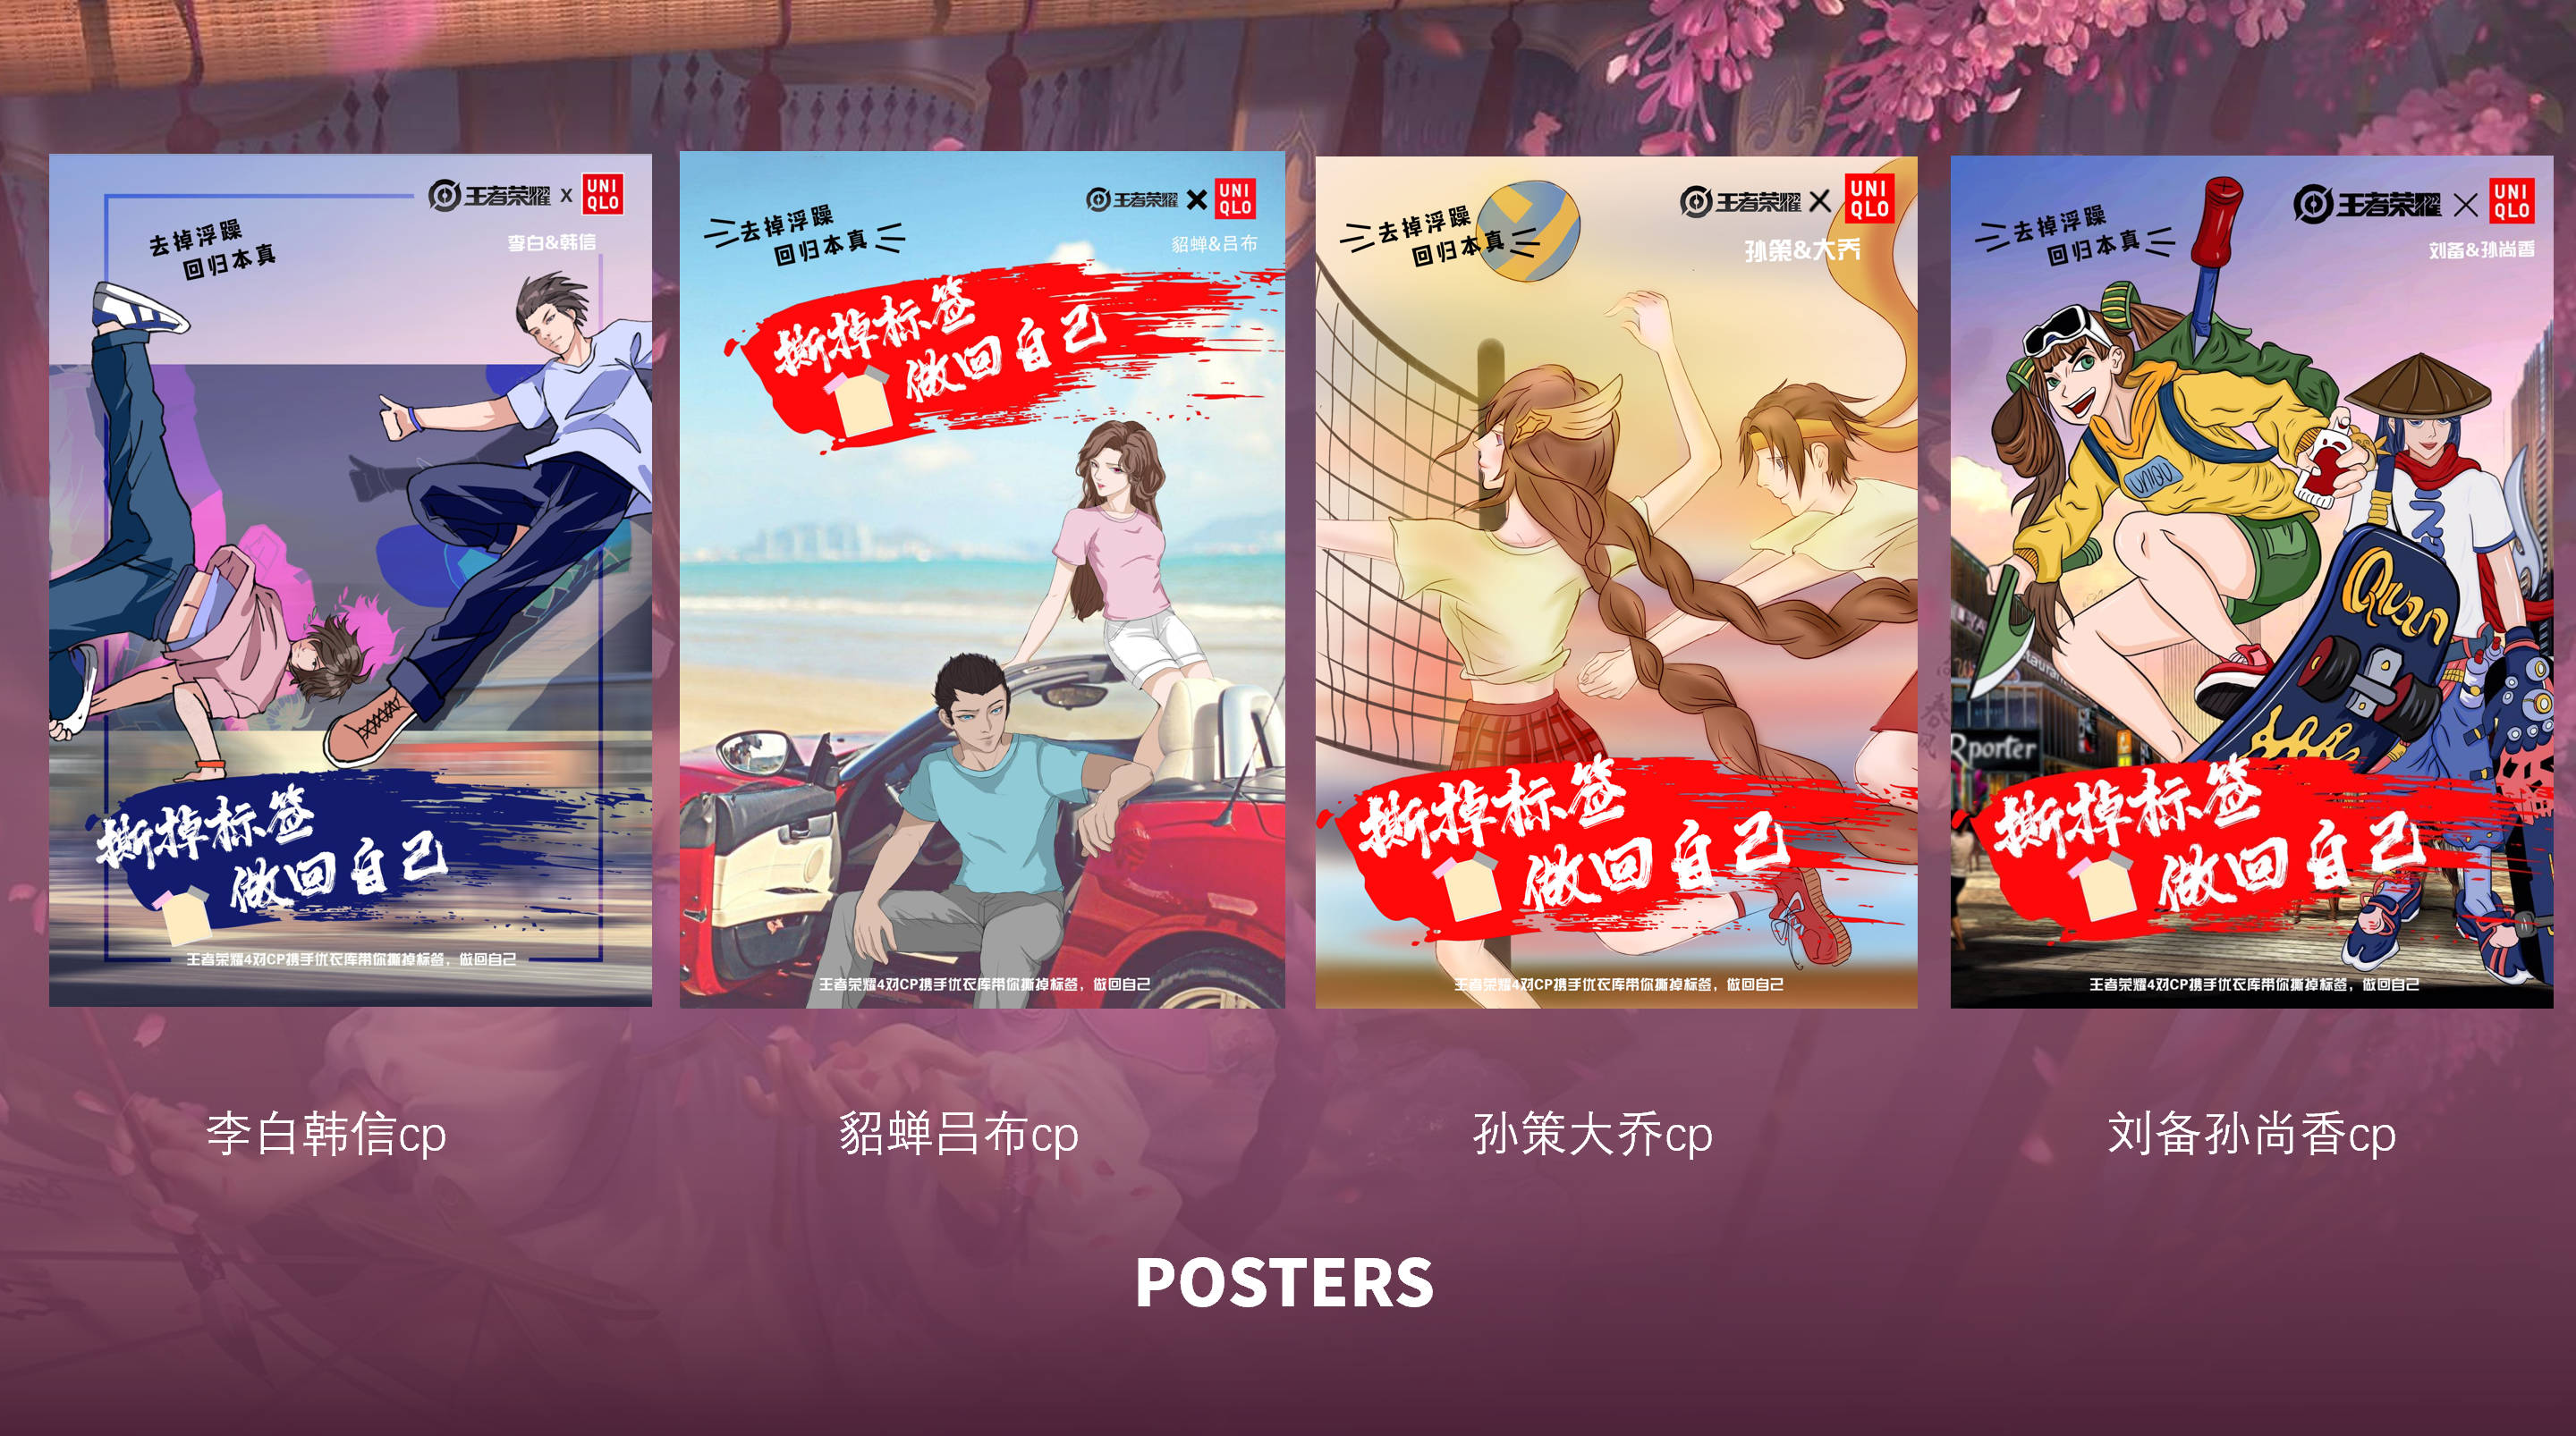 王者荣耀 x UNIQLO
去掉浮躁
回归本真
李白&韩信
撕掉标签
做回自己
王者荣耀4对CP携手优衣库带你撕掉标签，做回自己
王者荣耀 X UNIQLO
去掉浮躁
回归本真
貂蝉&吕布
撕掉标签
做回自己
王者荣耀4对CP携手优衣库带你撕掉标签，做回自己
王者荣耀 X UNIQLO
去掉浮躁
回归本真
孙策&大乔
撕掉标签
做回自己
王者荣耀4对CP携手优衣库带你撕掉标签，做回自己
王者荣耀 X UNIQLO
去掉浮躁
回归本真
刘备&孙尚香
porter
撕掉标签
做回自己
王者荣耀4对CP携手优衣库带你撕掉标签，做回自己
李白韩信cp
貂蝉吕布cp
孙策大乔cp
刘备孙尚香cp
POSTERS